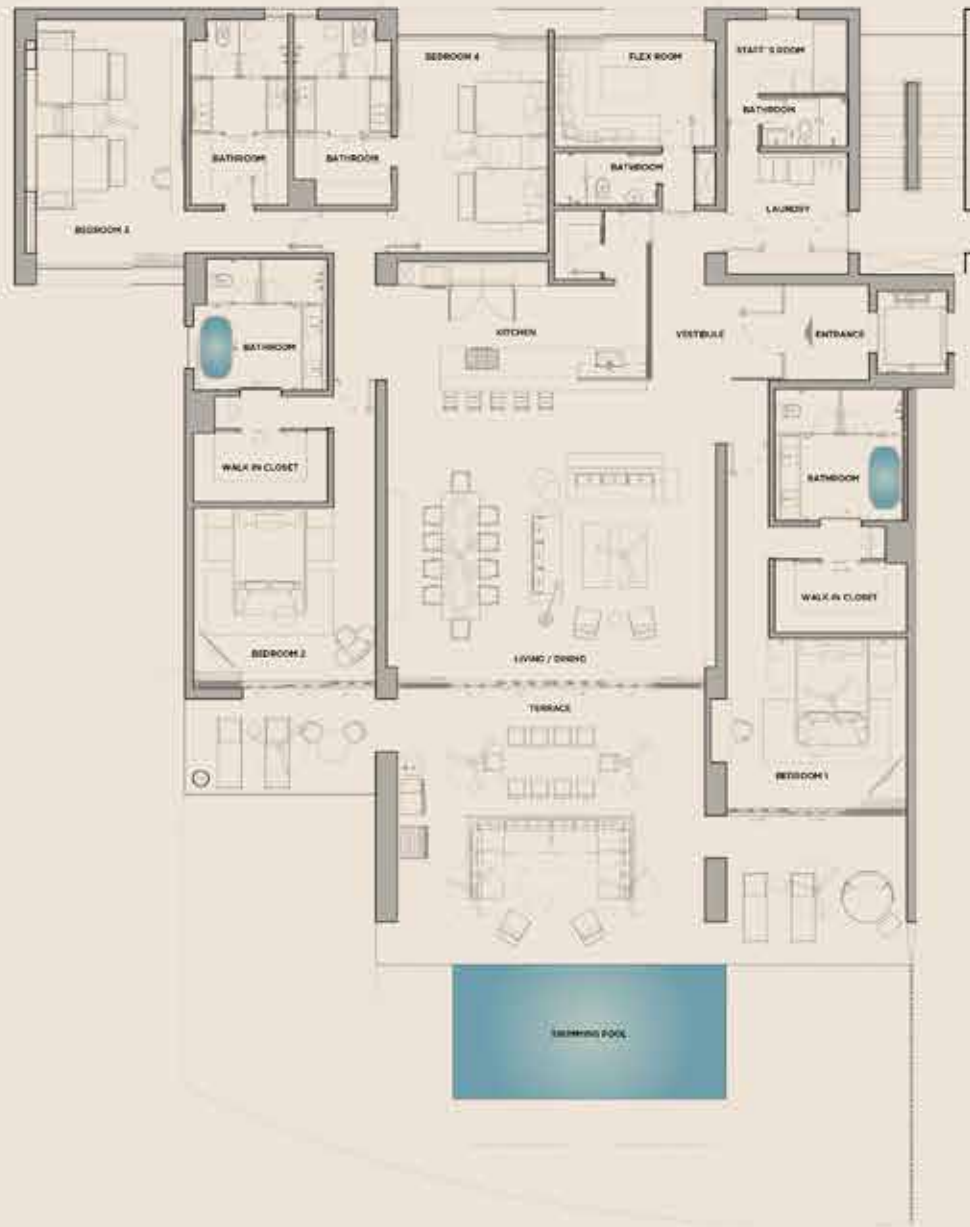 STAFF'S ROOM
BEDROOM 4
FLEX ROOM
BATHROOM
BATHROOM
BATHROOM
BATHROOM
LAUNDRY
BEDROOM 3
KITCHEN
VESTIBULE
ENTRANCE
BATHROOM
WALK IN CLOSET
BATHROOM
WALK IN CLOSET
BEDROOM 2
LIVING / DINING
TERRACE
BEDROOM 1
SWIMMING POOL